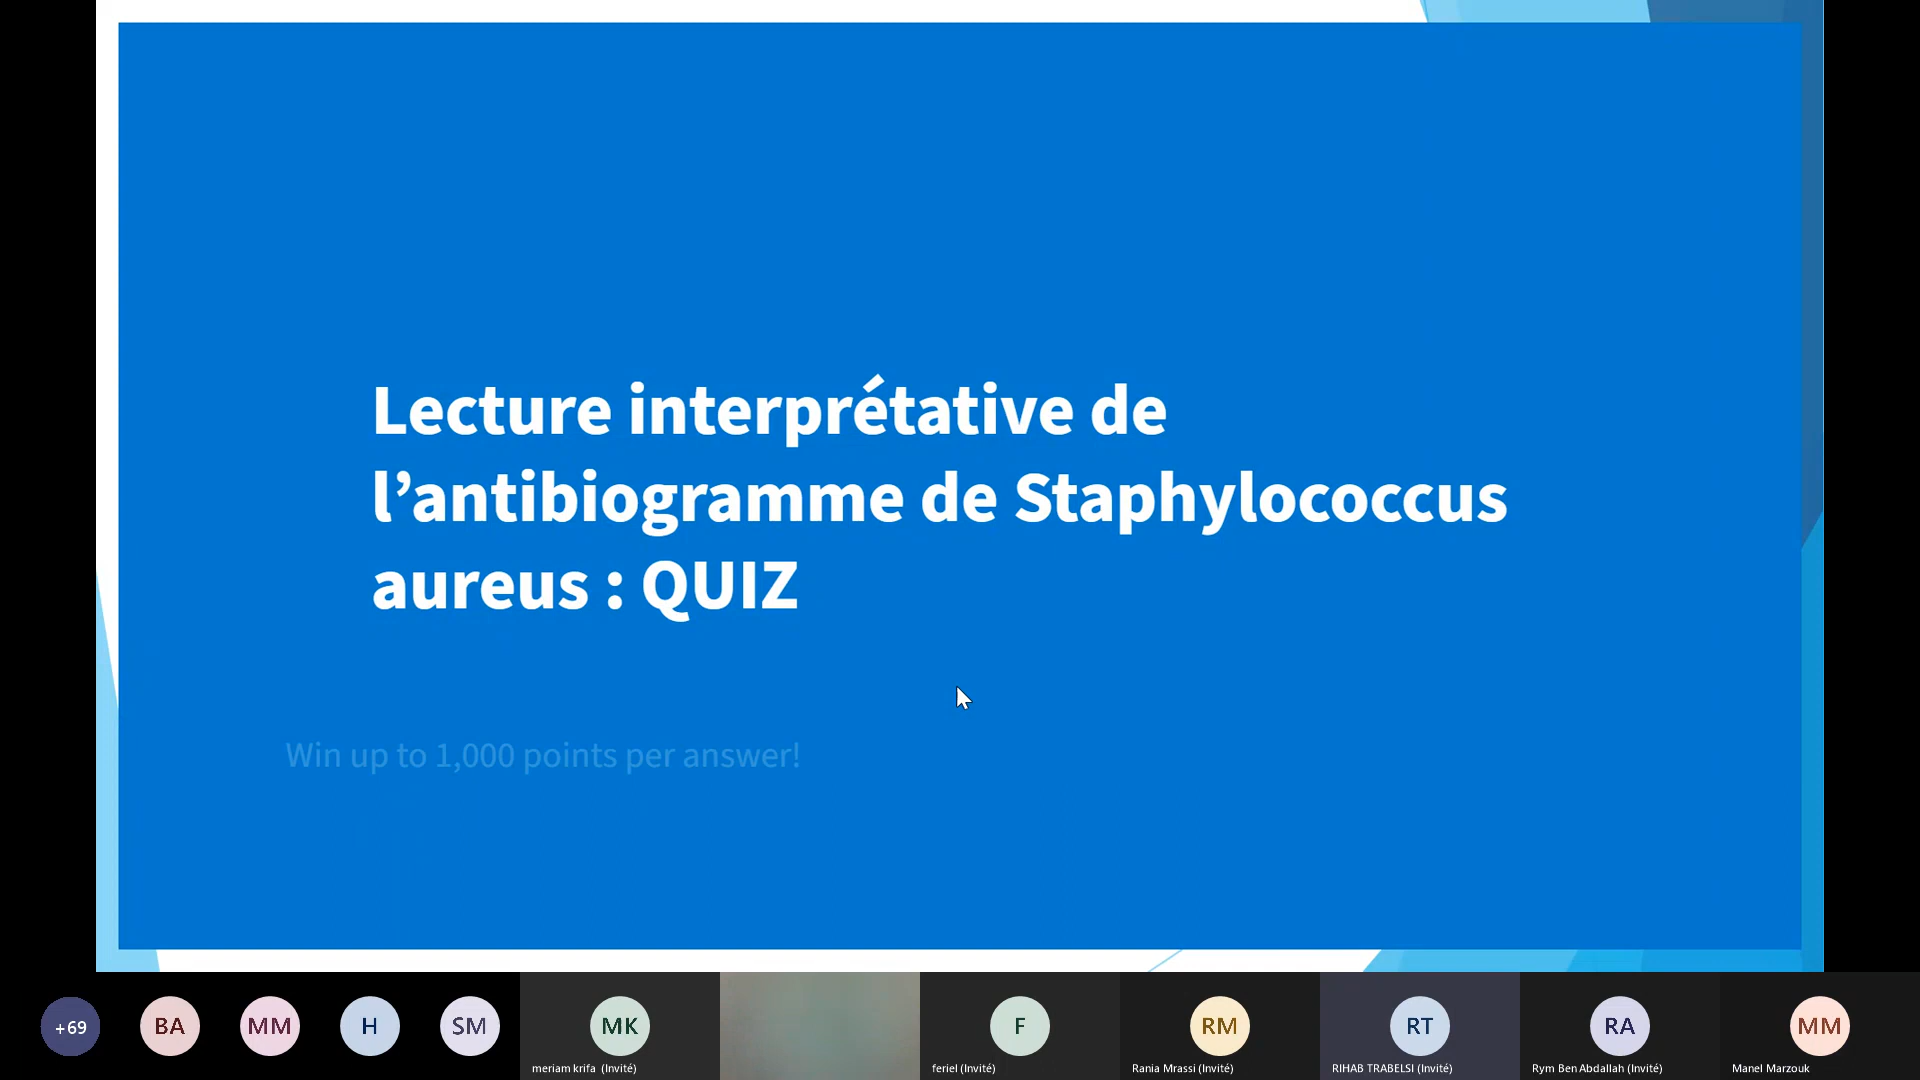 Lecture interprétative de
l’antibiogramme de Staphylococcus
aureus : QUIZ
Win up to 1,000 points per answer!
+69
BA
MM
H
SM
MK
F
RM
RT
RA
MM
meriam krifa (Invité)
feriel (Invité)
Rania Mrassi (Invité)
RIHAB TRABELSI (Invité)
Rym Ben Abdallah (Invité)
Manel Marzouk